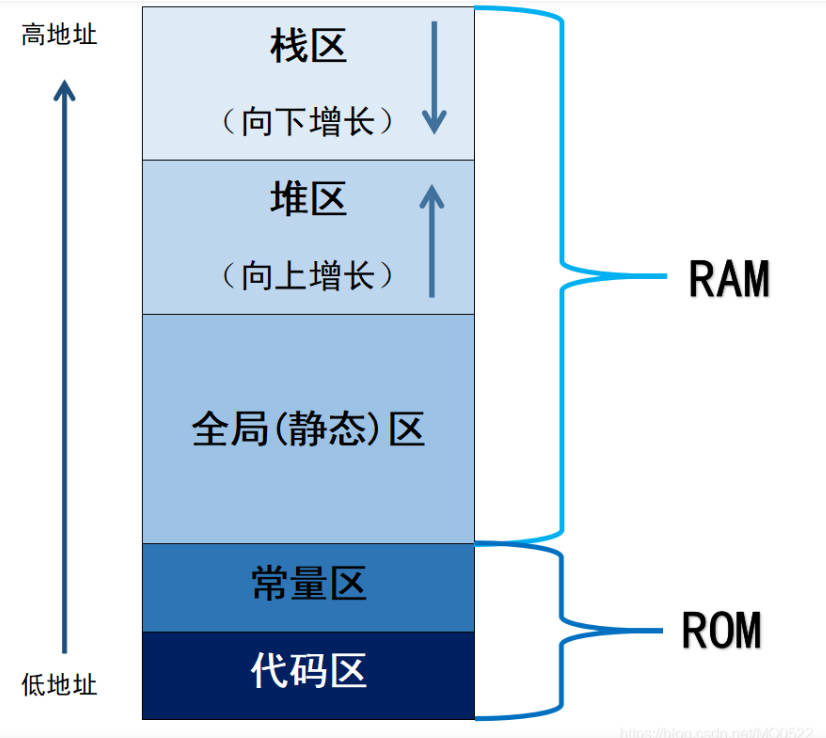 高地址
栈区
（向下增长）
堆区
（向上增长）
RAM
全局(静态)区
常量区
ROM
代码区
低地址
https://blog.csdn.net/MQ0522